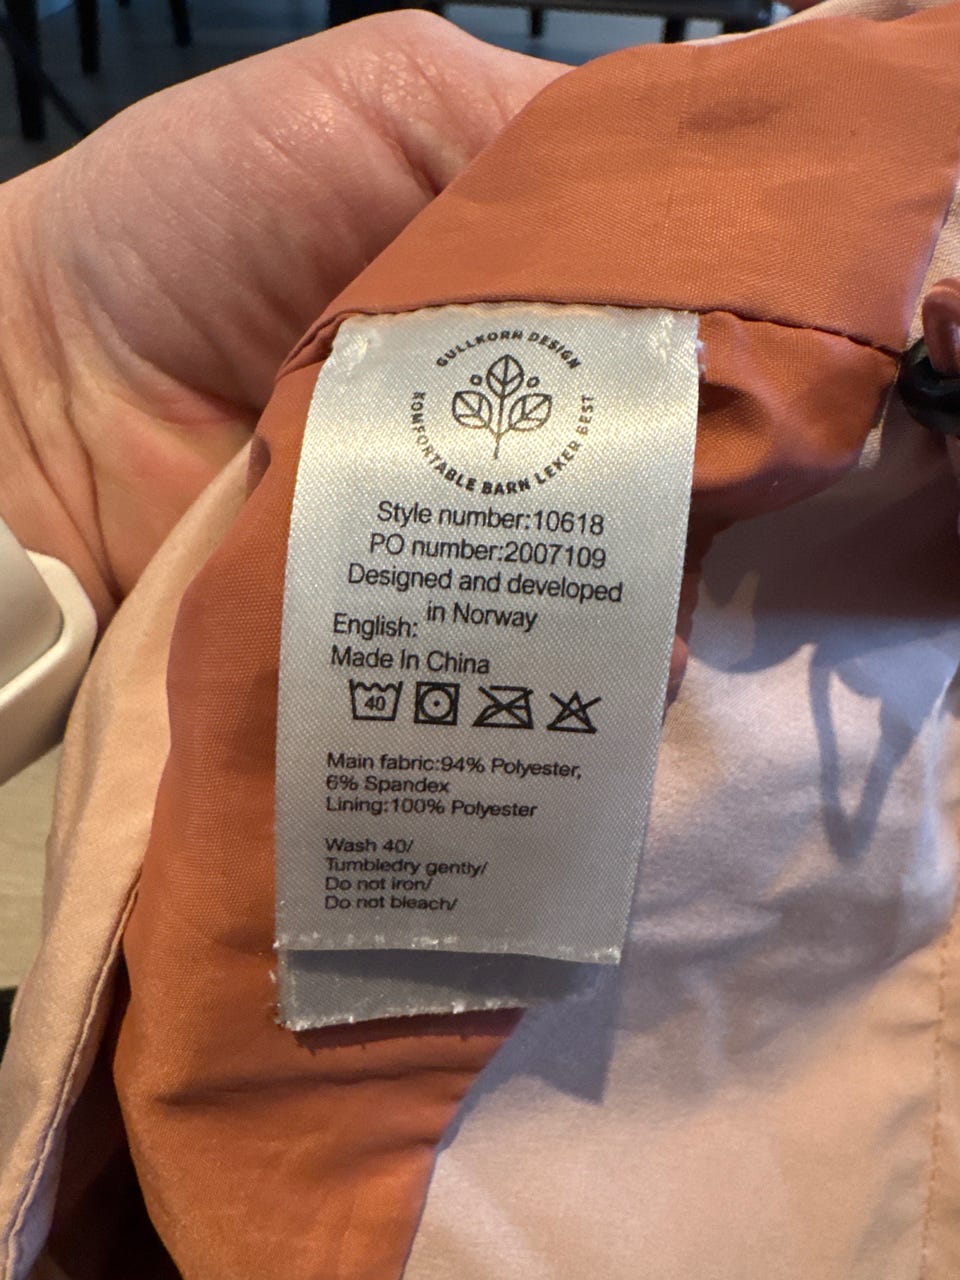 GULLKORN DESIGN
KOMFORTABLE BARN LEKER BEST
Style number:10618
PO number:2007109
Designed and developed
in Norway
English:
Made In China
40
Main fabric:94% Polyester,
6% Spandex
Lining:100% Polyester
Wash 40/
Tumbledry gently/
Do not iron/
Do not bleach/